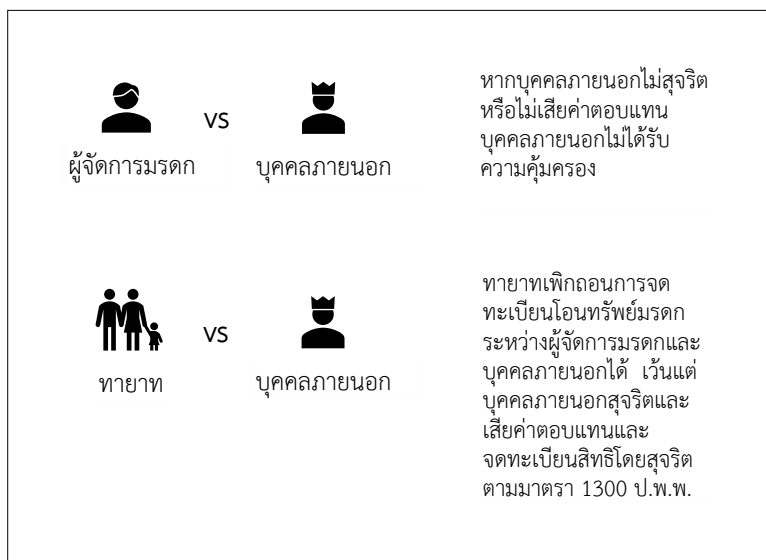 ผู้จัดการมรดก
vs
บุคคลภายนอก
หากบุคคลภายนอกไม่สุจริต
หรือไม่เสียค่าตอบแทน
บุคคลภายนอกไม่ได้รับ
ความคุ้มครอง
ทายาท
vs
บุคคลภายนอก
ทายาทเพิกถอนการจด
ทะเบียนโอนทรัพย์มรดก
ระหว่างผู้จัดการมรดกและ
บุคคลภายนอกได้ เว้นแต่
บุคคลภายนอกสุจริตและ
เสียค่าตอบแทนและ
จดทะเบียนสิทธิโดยสุจริต
ตามมาตรา 1300 ป.พ.พ.